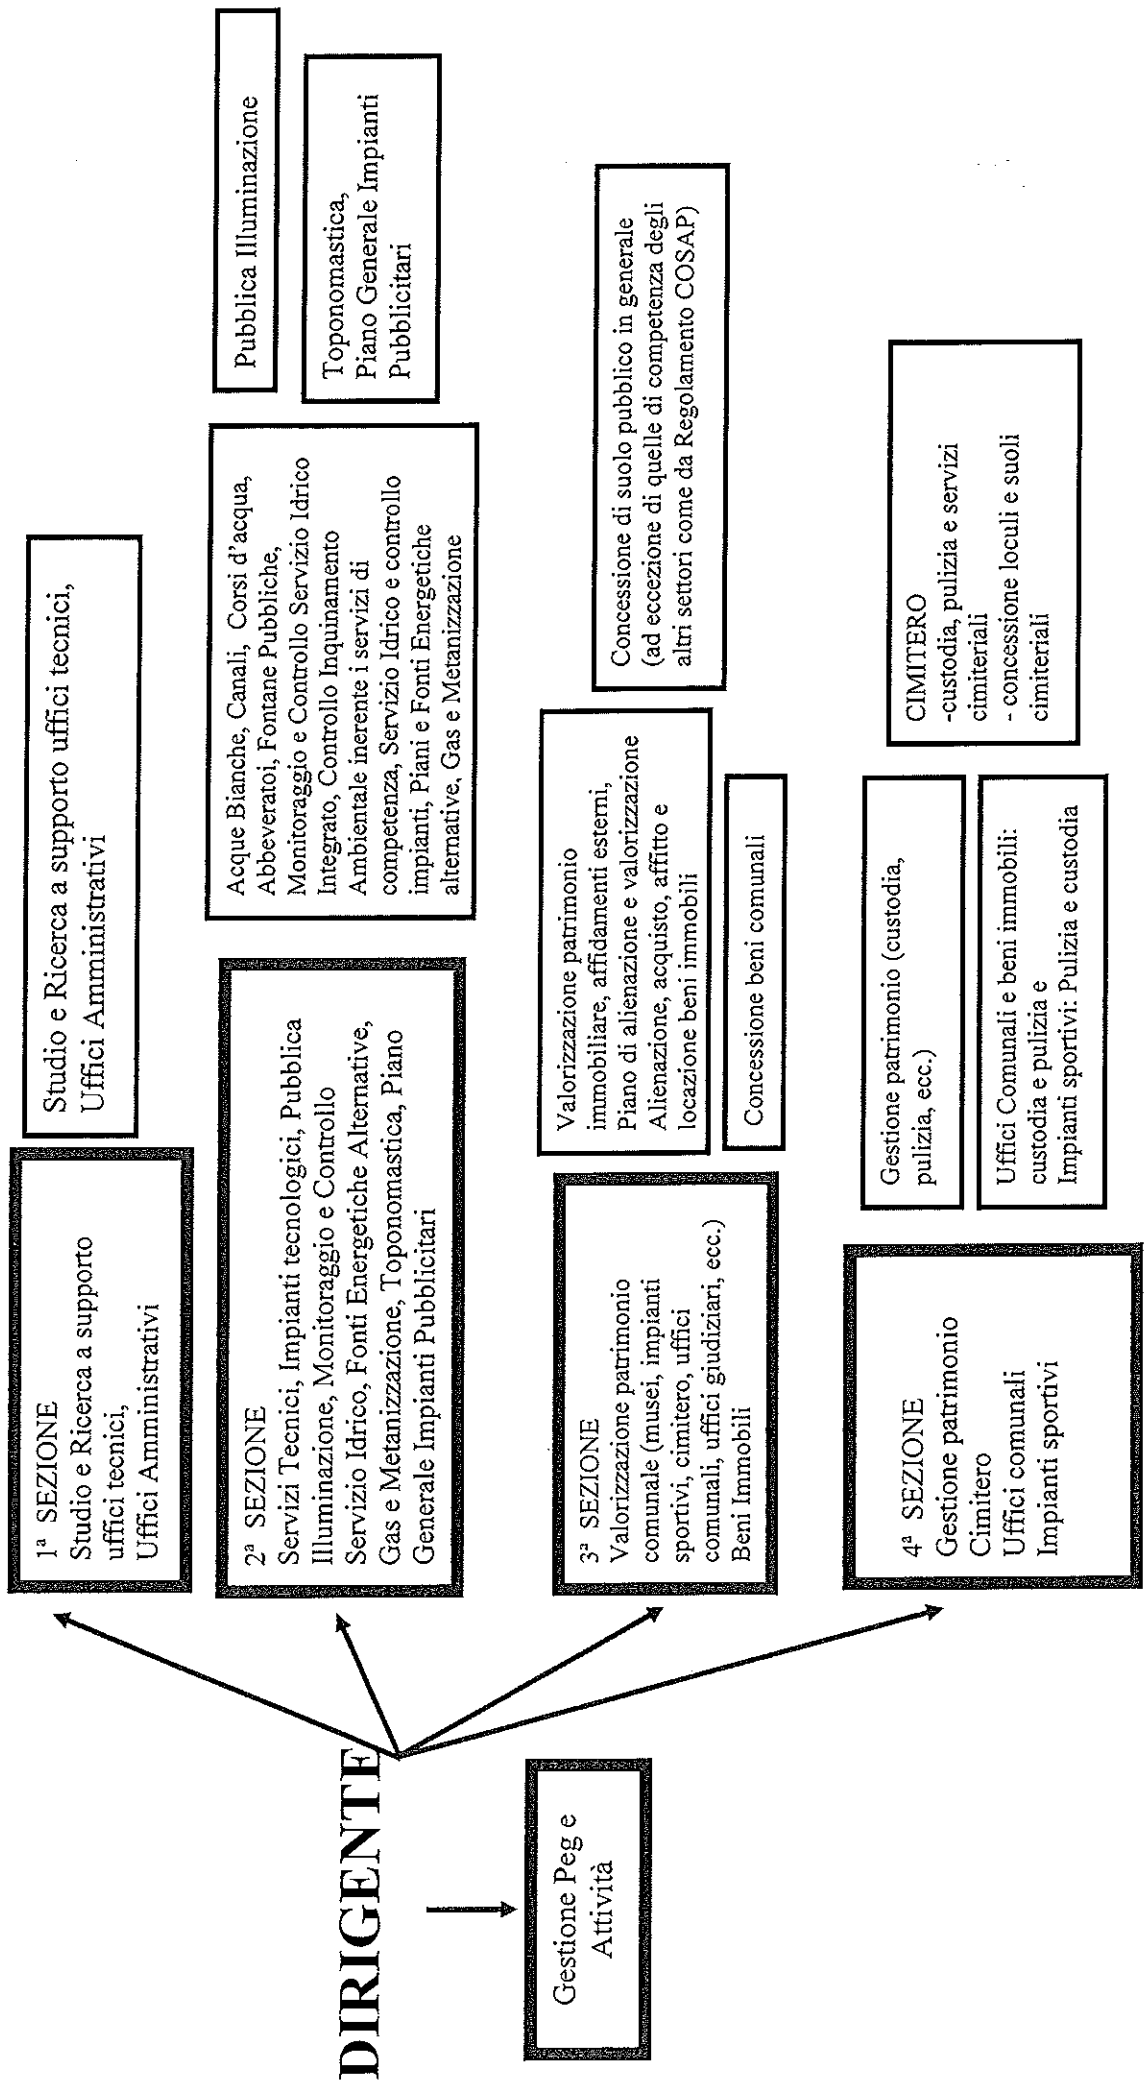 DIRIGENTE
Gestione Peg e
Attività
1ª SEZIONE
Studio e Ricerca a supporto
uffici tecnici,
Uffici Amministrativi
Studio e Ricerca a supporto uffici tecnici,
Uffici Amministrativi
2ª SEZIONE
Servizi Tecnici, Impianti tecnologici, Pubblica
Illuminazione, Monitoraggio e Controllo
Servizio Idrico, Fonti Energetiche Alternative,
Gas e Metanizzazione, Toponomastica, Piano
Generale Impianti Pubblicitari
Acque Bianche, Canali, Corsi d'acqua,
Abbeveratoi, Fontane Pubbliche,
Monitoraggio e Controllo Servizio Idrico
Integrato, Controllo Inquinamento
Ambientale inerente i servizi di
competenza, Servizio Idrico e controllo
impianti, Piani e Fonti Energetiche
alternative, Gas e Metanizzazione
Pubblica Illuminazione
Toponomastica,
Piano Generale Impianti
Pubblicitari
3ª SEZIONE
Valorizzazione patrimonio
comunale (musei, impianti
sportivi, cimitero, uffici
comunali, uffici giudiziari, ecc.)
Beni Immobili
Valorizzazione patrimonio
immobiliare, affidamenti esterni,
Piano di alienazione e valorizzazione
Alienazione, acquisto, affitto e
locazione beni immobili
Concessione beni comunali
Concessione di suolo pubblico in generale
(ad eccezione di quelle di competenza degli
altri settori come da Regolamento COSAP)
4ª SEZIONE
Gestione patrimonio
Cimitero
Uffici comunali
Impianti sportivi
Gestione patrimonio (custodia,
pulizia, ecc.)
Uffici Comunali e beni immobili:
custodia e pulizia e
Impianti sportivi: Pulizia e custodia
CIMITERO
-custodia, pulizia e servizi
cimiteriali
- concessione loculi e suoli
cimiteriali